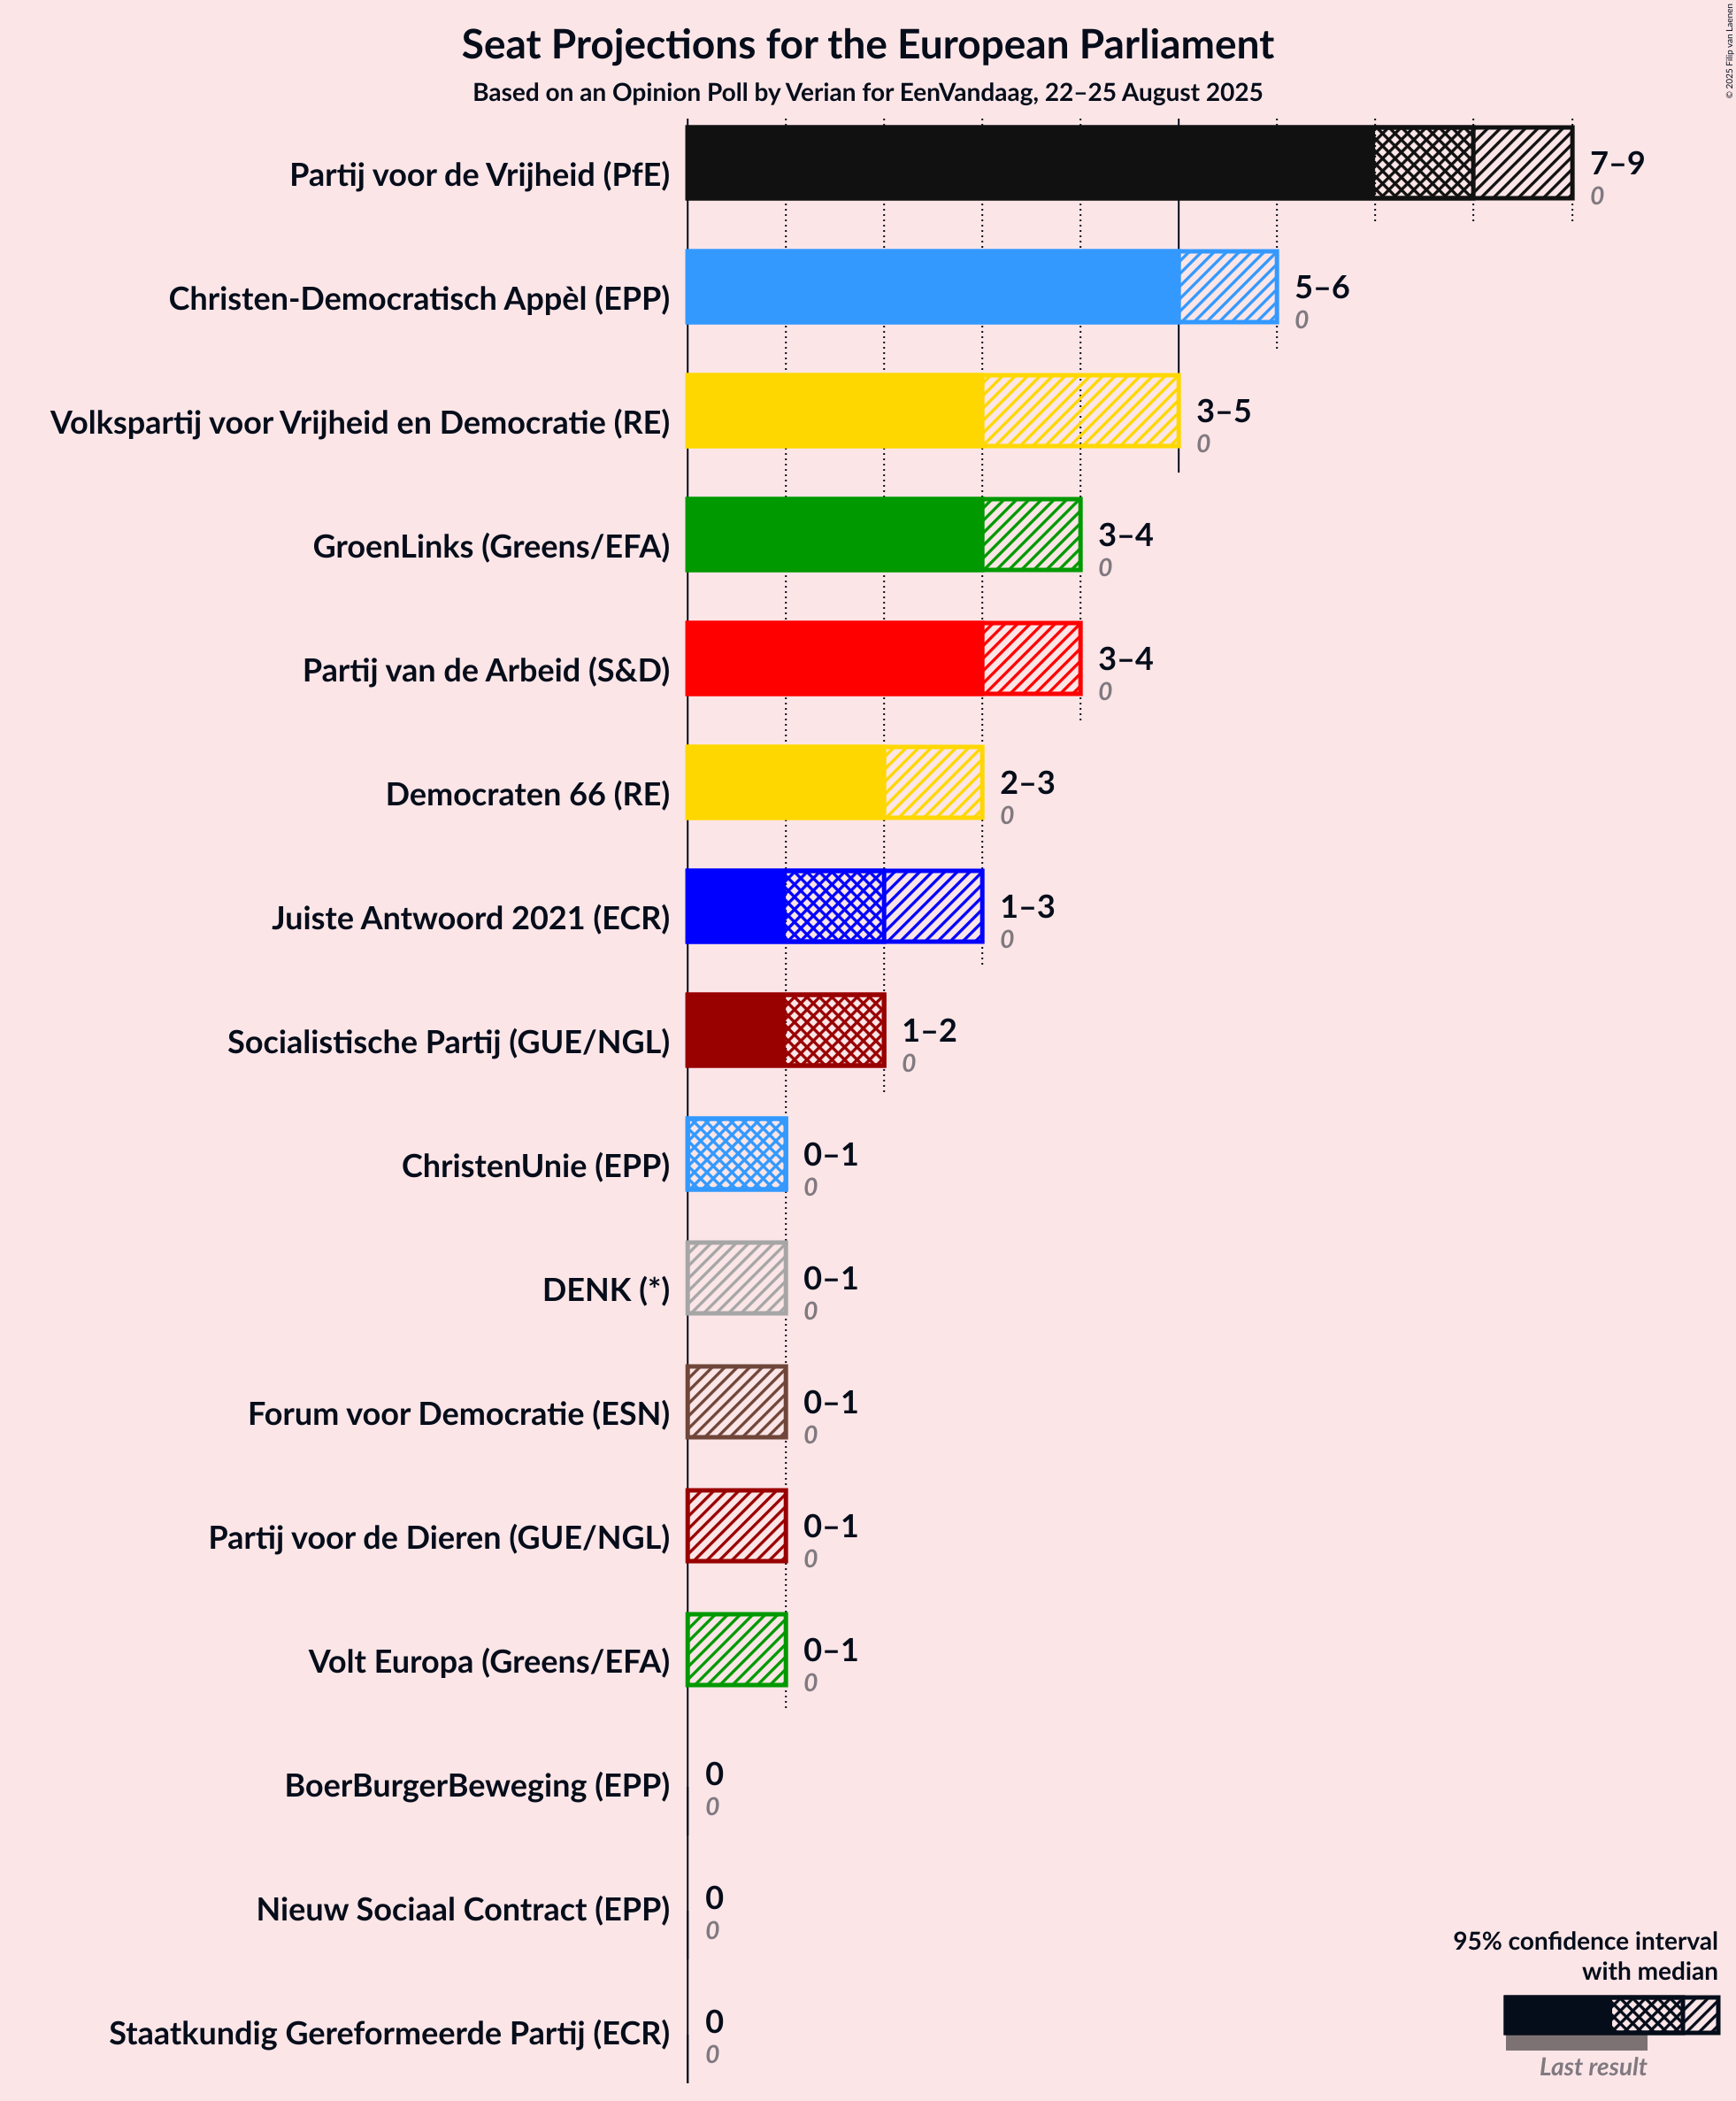 Seat Projections for the European Parliament
Based on an Opinion Poll by Verian for EenVandaag, 22–25 August 2025
© 2025 Filip van Laenen
Partij voor de Vrijheid (PfE)
7–9
0
Christen-Democratisch Appèl (EPP)
5–6
0
Volkspartij voor Vrijheid en Democratie (RE)
3–5
0
GroenLinks (Greens/EFA)
3–4
0
Partij van de Arbeid (S&D)
3–4
0
Democraten 66 (RE)
2–3
0
Juiste Antwoord 2021 (ECR)
1–3
0
Socialistische Partij (GUE/NGL)
1–2
0
ChristenUnie (EPP)
0–1
0
DENK (*)
0–1
0
Forum voor Democratie (ESN)
0–1
0
Partij voor de Dieren (GUE/NGL)
0–1
0
Volt Europa (Greens/EFA)
0–1
0
BoerBurgerBeweging (EPP)
0
0
Nieuw Sociaal Contract (EPP)
0
0
Staatkundig Gereformeerde Partij (ECR)
0
0
95% confidence interval
with median
Last result